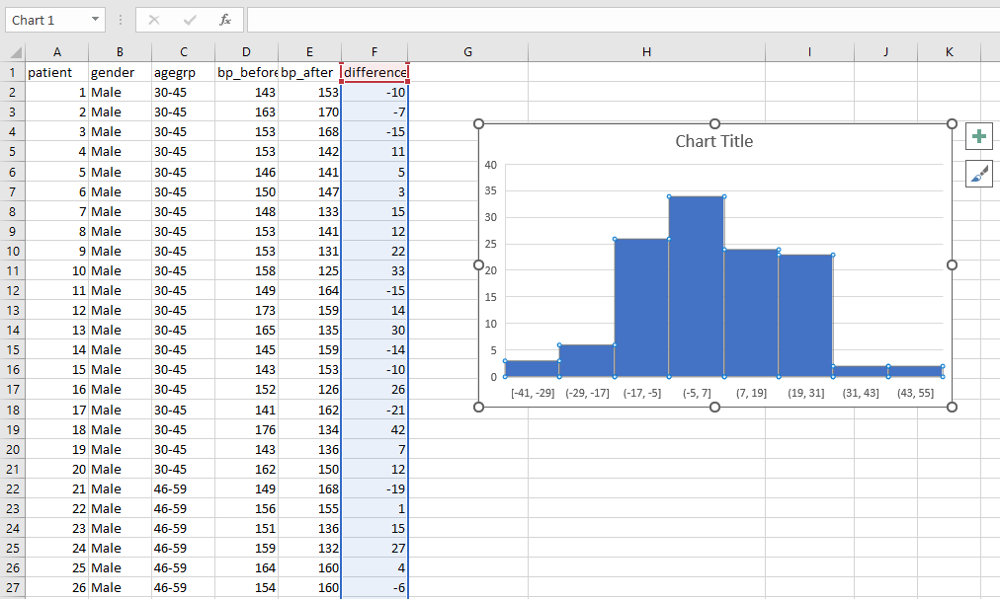 Chart 1 fx
A B C D E F G H I J K
1 patient gender agegrp bp_before bp_after difference
2 1 Male 30-45 143 153 -10
3 2 Male 30-45 163 170 -7
4 3 Male 30-45 153 168 -15
5 4 Male 30-45 153 142 11
6 5 Male 30-45 146 141 5
7 6 Male 30-45 150 147 3
8 7 Male 30-45 148 133 15
9 8 Male 30-45 153 141 12
10 9 Male 30-45 153 131 22
11 10 Male 30-45 158 125 33
12 11 Male 30-45 149 164 -15
13 12 Male 30-45 173 159 14
14 13 Male 30-45 165 135 30
15 14 Male 30-45 145 159 -14
16 15 Male 30-45 143 153 -10
17 16 Male 30-45 152 126 26
18 17 Male 30-45 141 162 -21
19 18 Male 30-45 176 134 42
20 19 Male 30-45 143 136 7
21 20 Male 30-45 162 150 12
22 21 Male 46-59 149 168 -19
23 22 Male 46-59 156 155 1
24 23 Male 46-59 151 136 15
25 24 Male 46-59 159 132 27
26 25 Male 46-59 164 160 4
27 26 Male 46-59 154 160 -6
Chart Title
40
35
30
25
20
15
10
5
0
[-41, -29] (-29, -17] (-17, -5] (-5, 7] (7, 19] (19, 31] (31, 43] (43, 55]